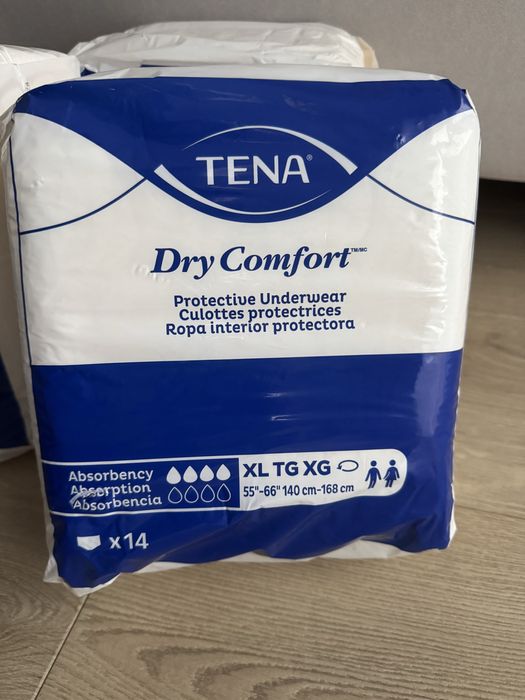 TENA®
Dry Comfort™/MC
Protective Underwear
Culottes protectrices
Ropa interior protectora
Absorbency
Absorption
Absorbencia
XL TG XG
55"-66" 140 cm-168 cm
x14